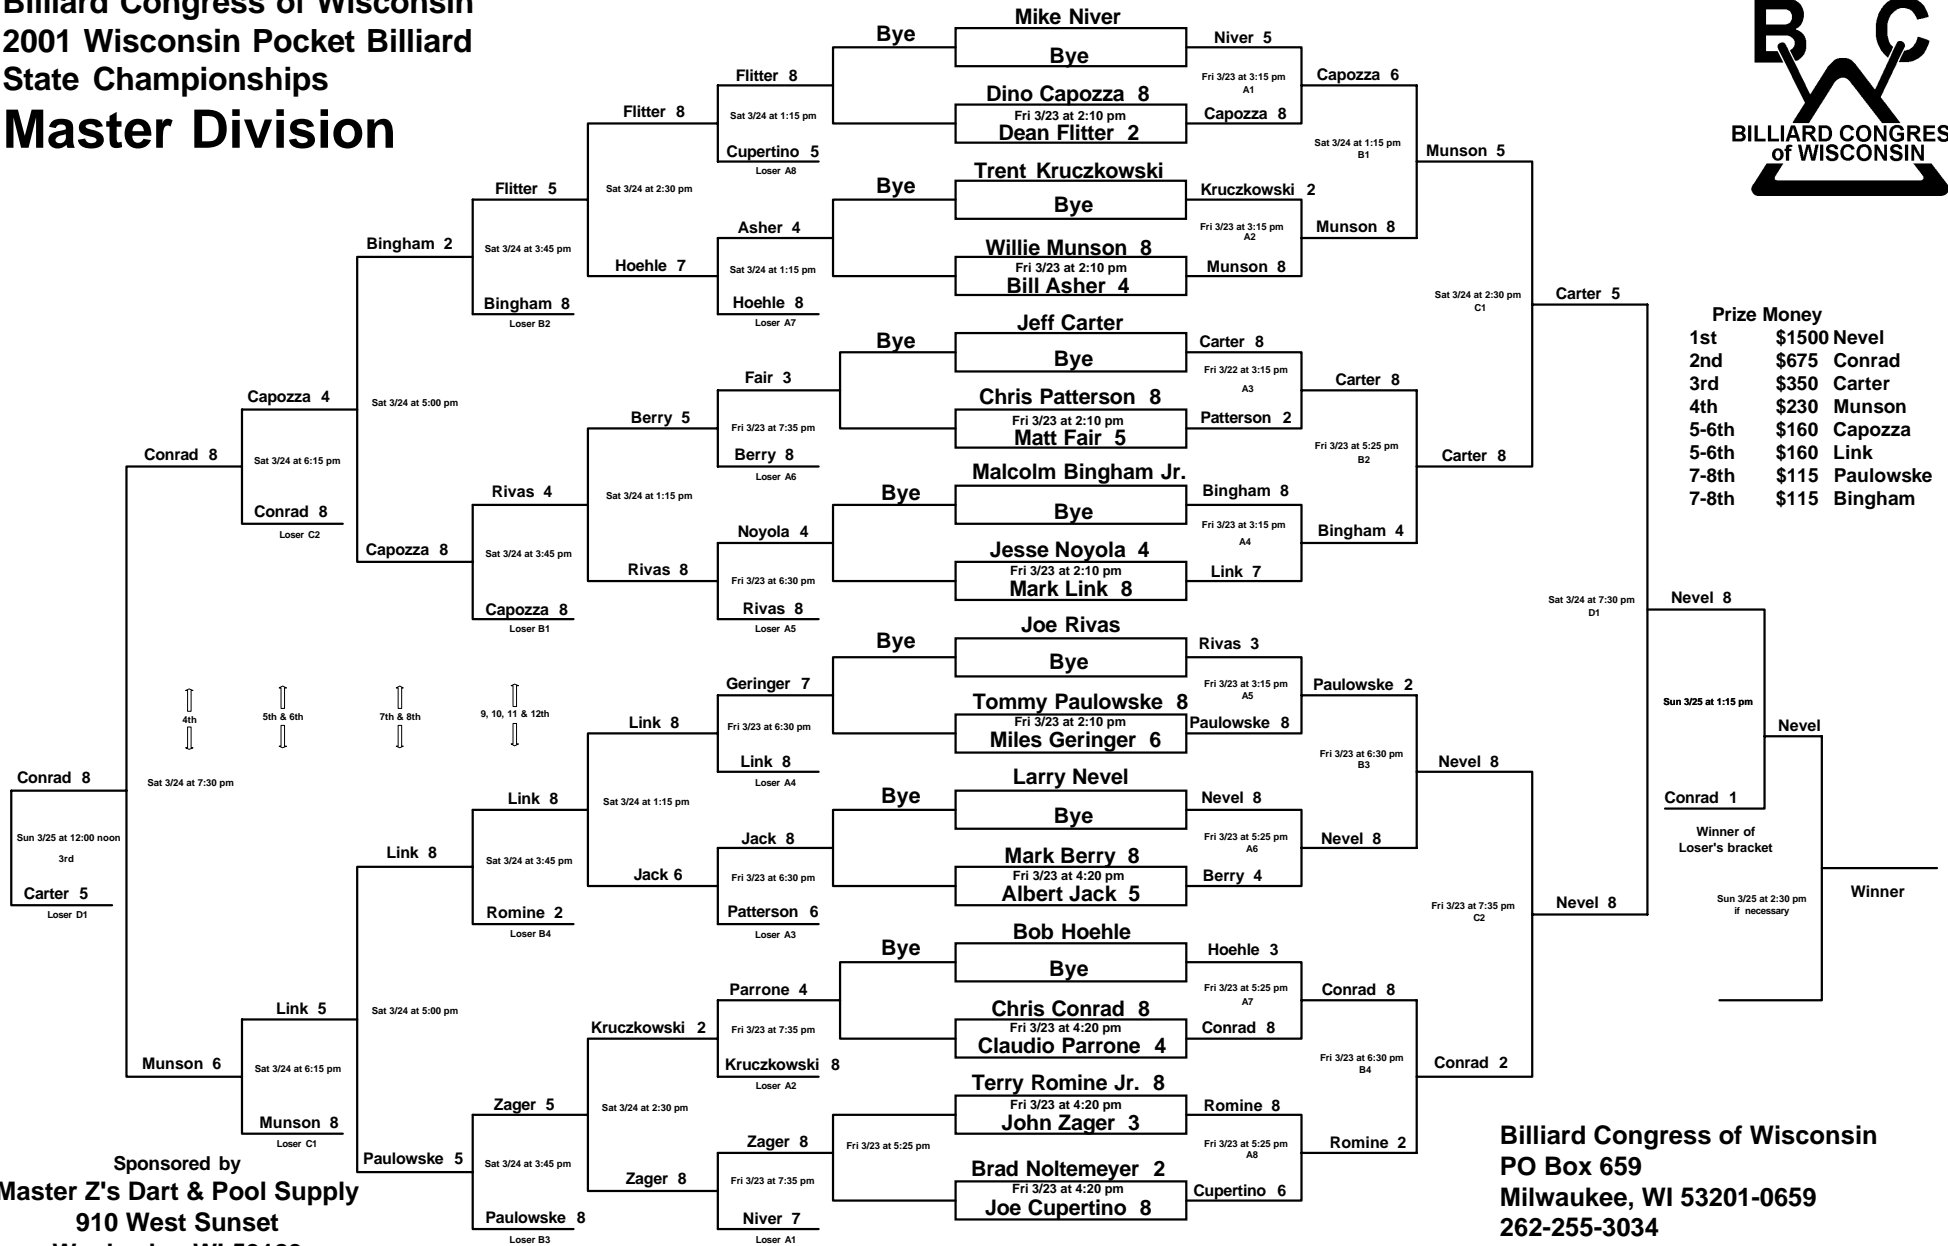 Billiard Congress of Wisconsin
2001 Wisconsin Pocket Billiard
State Championships
Master Division
B C
BILLIARD CONGRES
of WISCONSIN
Prize Money
1st $1500 Nevel
2nd $675 Conrad
3rd $350 Carter
4th $230 Munson
5-6th $160 Capozza
5-6th $160 Link
7-8th $115 Paulowske
7-8th $115 Bingham
Mike Niver
Bye
Dino Capozza 8
Fri 3/23 at 2:10 pm
Dean Flitter 2
Trent Kruczkowski
Bye
Willie Munson 8
Fri 3/23 at 2:10 pm
Bill Asher 4
Jeff Carter
Bye
Chris Patterson 8
Fri 3/23 at 2:10 pm
Matt Fair 5
Malcolm Bingham Jr.
Bye
Jesse Noyola 4
Fri 3/23 at 2:10 pm
Mark Link 8
Joe Rivas
Bye
Tommy Paulowske 8
Fri 3/23 at 2:10 pm
Miles Geringer 6
Larry Nevel
Bye
Mark Berry 8
Fri 3/23 at 4:20 pm
Albert Jack 5
Bob Hoehle
Bye
Chris Conrad 8
Fri 3/23 at 4:20 pm
Claudio Parrone 4
Terry Romine Jr. 8
Fri 3/23 at 4:20 pm
John Zager 3
Brad Noltemeyer 2
Fri 3/23 at 4:20 pm
Joe Cupertino 8
Niver 5
Fri 3/23 at 3:15 pm
A1
Capozza 8
Kruczkowski 2
Fri 3/23 at 3:15 pm
A2
Munson 8
Carter 8
Fri 3/22 at 3:15 pm
A3
Patterson 2
Bingham 8
Fri 3/23 at 3:15 pm
A4
Link 7
Rivas 3
Fri 3/23 at 3:15 pm
A5
Paulowske 8
Nevel 8
Fri 3/23 at 5:25 pm
A6
Berry 4
Hoehle 3
Fri 3/23 at 5:25 pm
A7
Conrad 8
Romine 8
Fri 3/23 at 5:25 pm
A8
Cupertino 6
Capozza 6
Sat 3/24 at 1:15 pm
B1
Munson 8
Carter 8
Fri 3/23 at 5:25 pm
B2
Bingham 4
Paulowske 2
Fri 3/23 at 6:30 pm
B3
Nevel 8
Conrad 8
Fri 3/23 at 6:30 pm
B4
Romine 2
Munson 5
Sat 3/24 at 2:30 pm
C1
Carter 8
Nevel 8
Fri 3/23 at 7:35 pm
C2
Conrad 2
Carter 5
Sat 3/24 at 7:30 pm
D1
Nevel 8
Nevel 8
Sun 3/25 at 1:15 pm
Conrad 1
Winner of
Loser's bracket
Nevel
Sun 3/25 at 2:30 pm
if necessary
Winner
Bye
Bye
Bye
Bye
Bye
Bye
Bye
Fri 3/23 at 5:25 pm
Flitter 8
Sat 3/24 at 1:15 pm
Cupertino 5
Loser A8
Asher 4
Sat 3/24 at 1:15 pm
Hoehle 8
Loser A7
Fair 3
Fri 3/23 at 7:35 pm
Berry 8
Loser A6
Noyola 4
Fri 3/23 at 6:30 pm
Rivas 8
Loser A5
Geringer 7
Fri 3/23 at 6:30 pm
Link 8
Loser A4
Jack 8
Fri 3/23 at 6:30 pm
Patterson 6
Loser A3
Parrone 4
Fri 3/23 at 7:35 pm
Kruczkowski 8
Loser A2
Zager 8
Fri 3/23 at 7:35 pm
Niver 7
Loser A1
Flitter 8
Sat 3/24 at 2:30 pm
Hoehle 7
Berry 5
Sat 3/24 at 1:15 pm
Rivas 8
Link 8
Sat 3/24 at 1:15 pm
Jack 6
Kruczkowski 2
Sat 3/24 at 2:30 pm
Zager 8
Flitter 5
Sat 3/24 at 3:45 pm
Bingham 8
Loser B2
Rivas 4
Sat 3/24 at 3:45 pm
Capozza 8
Loser B1
Link 8
Sat 3/24 at 3:45 pm
Romine 2
Loser B4
Zager 5
Sat 3/24 at 3:45 pm
Paulowske 8
Loser B3
Bingham 2
Sat 3/24 at 5:00 pm
Capozza 8
Link 8
Sat 3/24 at 5:00 pm
Paulowske 5
Capozza 4
Sat 3/24 at 6:15 pm
Conrad 8
Loser C2
Link 5
Sat 3/24 at 6:15 pm
Munson 8
Loser C1
Conrad 8
Sat 3/24 at 7:30 pm
Munson 6
4th
5th & 6th
7th & 8th
9, 10, 11 & 12th
Conrad 8
Sun 3/25 at 12:00 noon
3rd
Carter 5
Loser D1
Sponsored by
Master Z's Dart & Pool Supply
910 West Sunset
Billiard Congress of Wisconsin
PO Box 659
Milwaukee, WI 53201-0659
262-255-3034